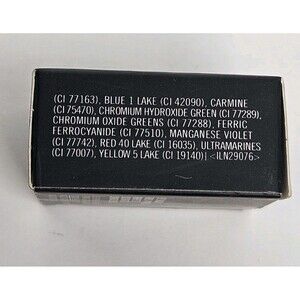 (CI 77163), BLUE 1 LAKE (CI 42090), CARMINE
(CI 75470), CHROMIUM HYDROXIDE GREEN (CI 77289),
CHROMIUM OXIDE GREENS (CI 77288), FERRIC
FERROCYANIDE (CI 77510), MANGANESE VIOLET
(CI 77742), RED 40 LAKE (CI 16035), ULTRAMARINES
(CI 77007), YELLOW 5 LAKE (CI 19140)] <ILN29076>